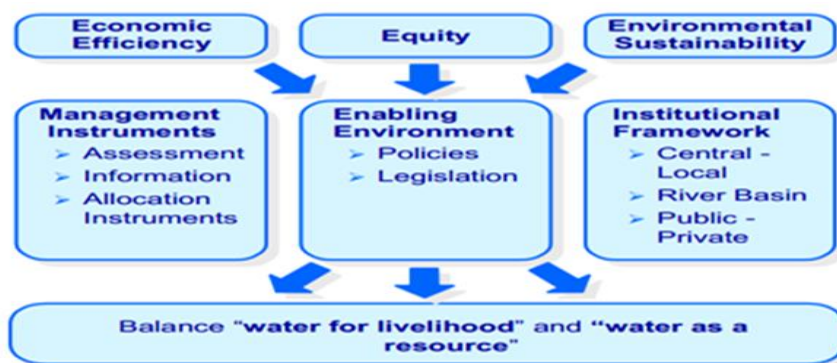 Economic
Efficiency
Equity
Environmental
Sustainability
Management
Instruments
➢ Assessment
➢ Information
➢ Allocation
Instruments
Enabling
Environment
➢ Policies
➢ Legislation
Institutional
Framework
➢ Central -
Local
➢ River Basin
➢ Public -
Private
Balance "water for livelihood" and “water as a
resource"